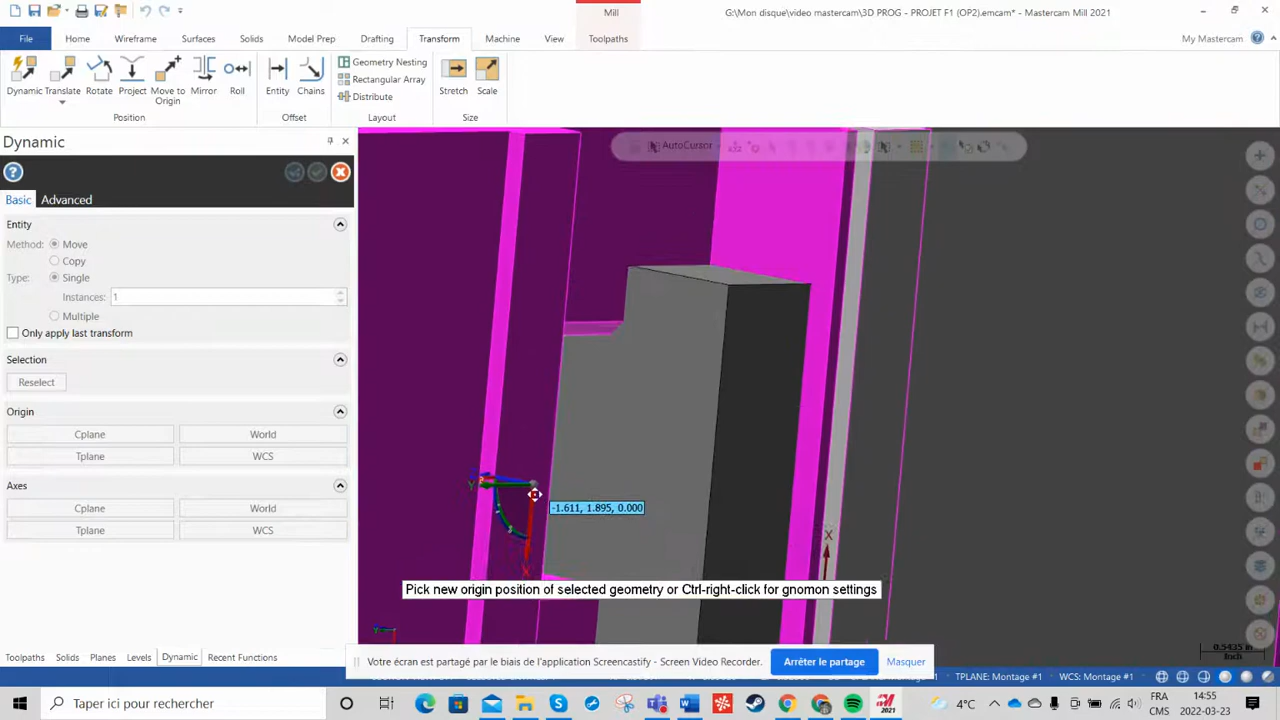 Mill
G:\Mon disque\video mastercam\3D PROG - PROJET F1 (OP2).emcam* - Mastercam Mill 2021
File Home Wireframe Surfaces Solids Model Prep Drafting Transform Machine View Toolpaths
My Mastercam
Dynamic Translate Rotate Project Move to Origin Mirror Roll
Entity Chains
Geometry Nesting
Rectangular Array
Distribute
Stretch Scale
Position Offset Layout Size
Dynamic
AutoCursor
Basic Advanced
Entity
Method: Move
Copy
Type: Single
Instances: 1
Multiple
Only apply last transform
Selection
Reselect
Origin
Cplane World
Tplane WCS
Axes
Cplane World
Tplane WCS
Y
X
X
-1.611, 1.895, 0.000
Pick new origin position of selected geometry or Ctrl-right-click for gnomon settings
0.5435 in
Inch
Toolpaths Solids Planes Levels Dynamic Recent Functions
Votre écran est partagé par le biais de l'application Screencastify - Screen Video Recorder. Arrêter le partage Masquer
TPLANE: Montage #1 WCS: Montage #1
Taper ici pour rechercher
4°C
FRA
CMS
14:55
2022-03-23